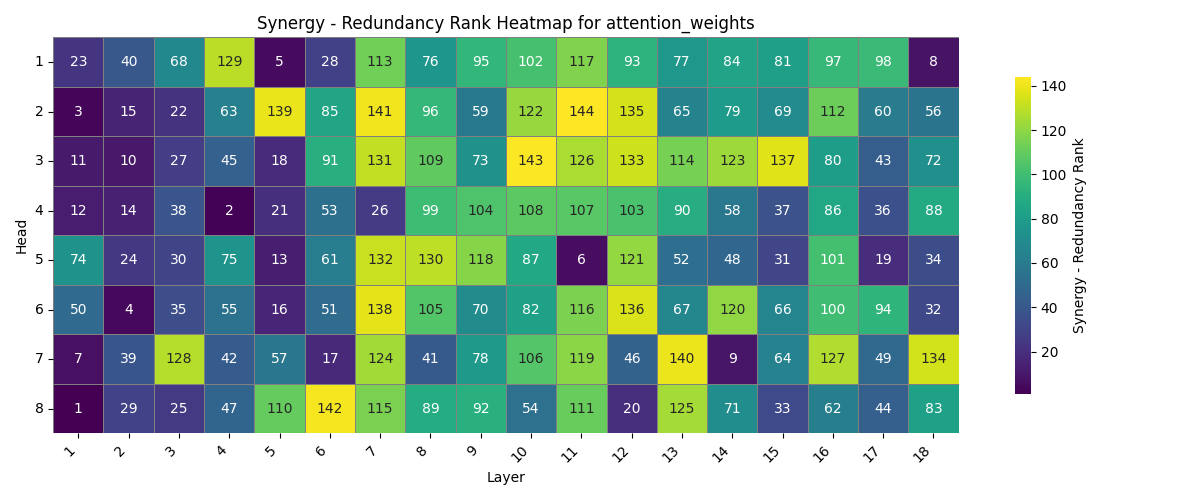 Synergy - Redundancy Rank Heatmap for attention_weights
1 23 40 68 129 5 28 113 76 95 102 117 93 77 84 81 97 98 8
2 3 15 22 63 139 85 141 96 59 122 144 135 65 79 69 112 60 56
3 11 10 27 45 18 91 131 109 73 143 126 133 114 123 137 80 43 72
4 12 14 38 2 21 53 26 99 104 108 107 103 90 58 37 86 36 88
5 74 24 30 75 13 61 132 130 118 87 6 121 52 48 31 101 19 34
6 50 4 35 55 16 51 138 105 70 82 116 136 67 120 66 100 94 32
7 7 39 128 42 57 17 124 41 78 106 119 46 140 9 64 127 49 134
8 1 29 25 47 110 142 115 89 92 54 111 20 125 71 33 62 44 83
1 2 3 4 5 6 7 8 9 10 11 12 13 14 15 16 17 18
Layer
Head
140
120
100
80
60
40
20
Synergy - Redundancy Rank